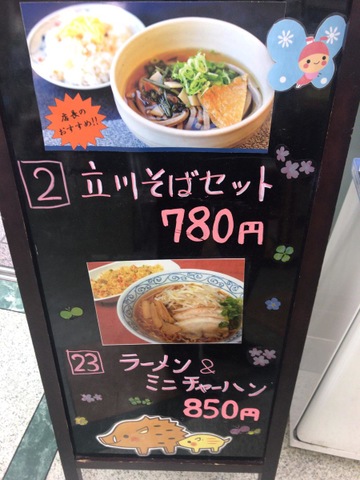 店長の
おすすめ!!
2 立川そばセット
780円
23 ラーメン &
ミニチャーハン
850円